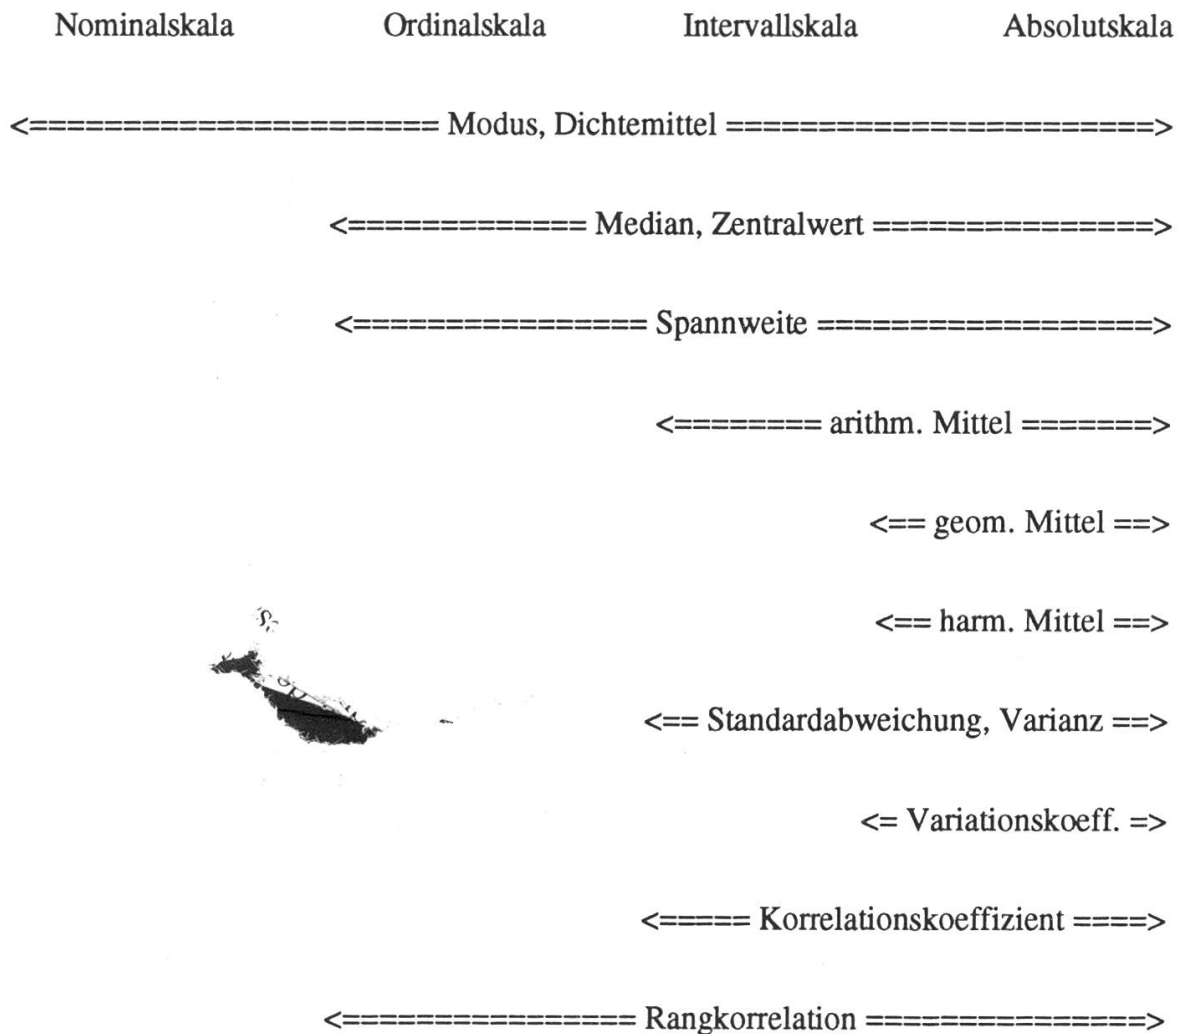 Nominalskala Ordinalskala Intervallskala Absolutskala
<====================== Modus, Dichtemittel ======================>
<============= Median, Zentralwert ===============>
<================ Spannweite ==================>
<======== arithm. Mittel =======>
<== geom. Mittel ==>
<== harm. Mittel ==>
<== Standardabweichung, Varianz ==>
<= Variationskoeff. =>
<===== Korrelationskoeffizient ====>
<================ Rangkorrelation ================>